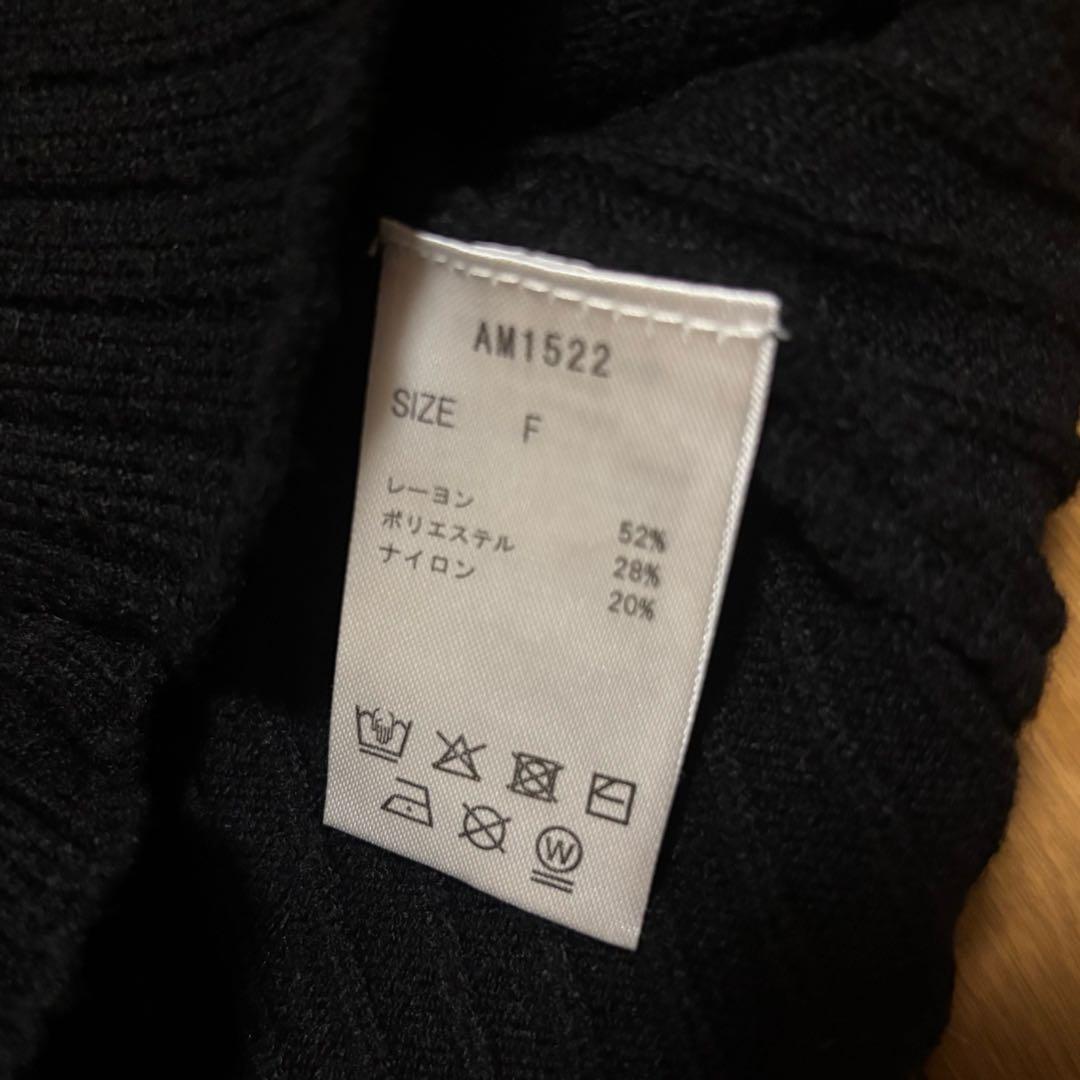 AM1522
SIZE F
レーヨン 52%
ポリエステル 28%
ナイロン 20%
W